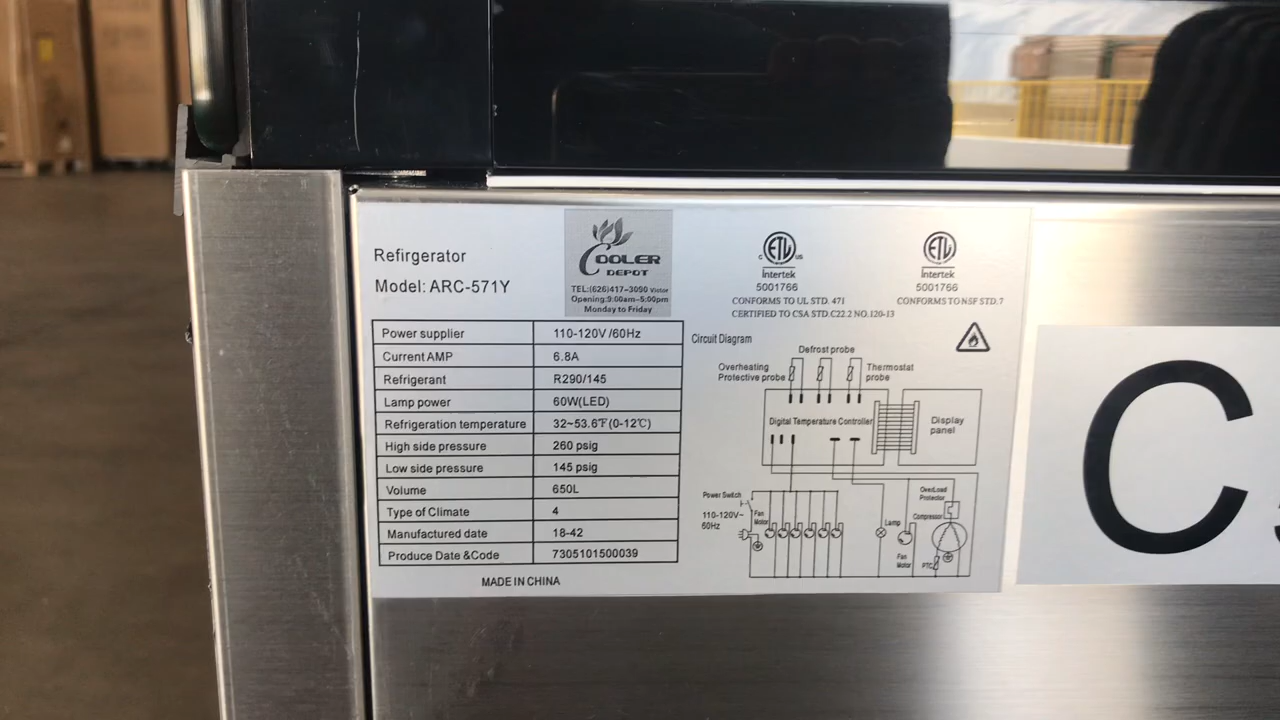 Refirgerator
Model: ARC-571Y
COOLER
DEPOT
TEL:(626)417-3090 Victor
Opening:9:00am-5:00pm
Monday to Friday
ETL
C US
Intertek
5001766
CONFORMS TO UL STD. 471
CERTIFIED TO CSA STD.C22.2 NO.120-13
ETL
Intertek
5001766
CONFORMS TO NSF STD. 7
Power supplier 110-120V /60Hz
Current AMP 6.8A
Refrigerant R290/145
Lamp power 60W(LED)
Refrigeration temperature 32~53.6℉(0-12℃)
High side pressure 260 psig
Low side pressure 145 psig
Volume 650L
Type of Climate 4
Manufactured date 18-42
Produce Date &Code 7305101500039
MADE IN CHINA
Circuit Diagram
Defrost probe
Overheating
Protective probe
Thermostat
probe
Digital Temperature Controller
Display
panel
Power Switch
110-120V~
60Hz
Fan
Motor
Lamp
Fan
Motor
OverLoad
Protector
Compressor
PTC
C